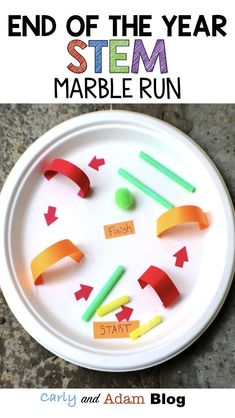 END OF THE YEAR
STEM
MARBLE RUN
Finish
START
Carly and Adam Blog